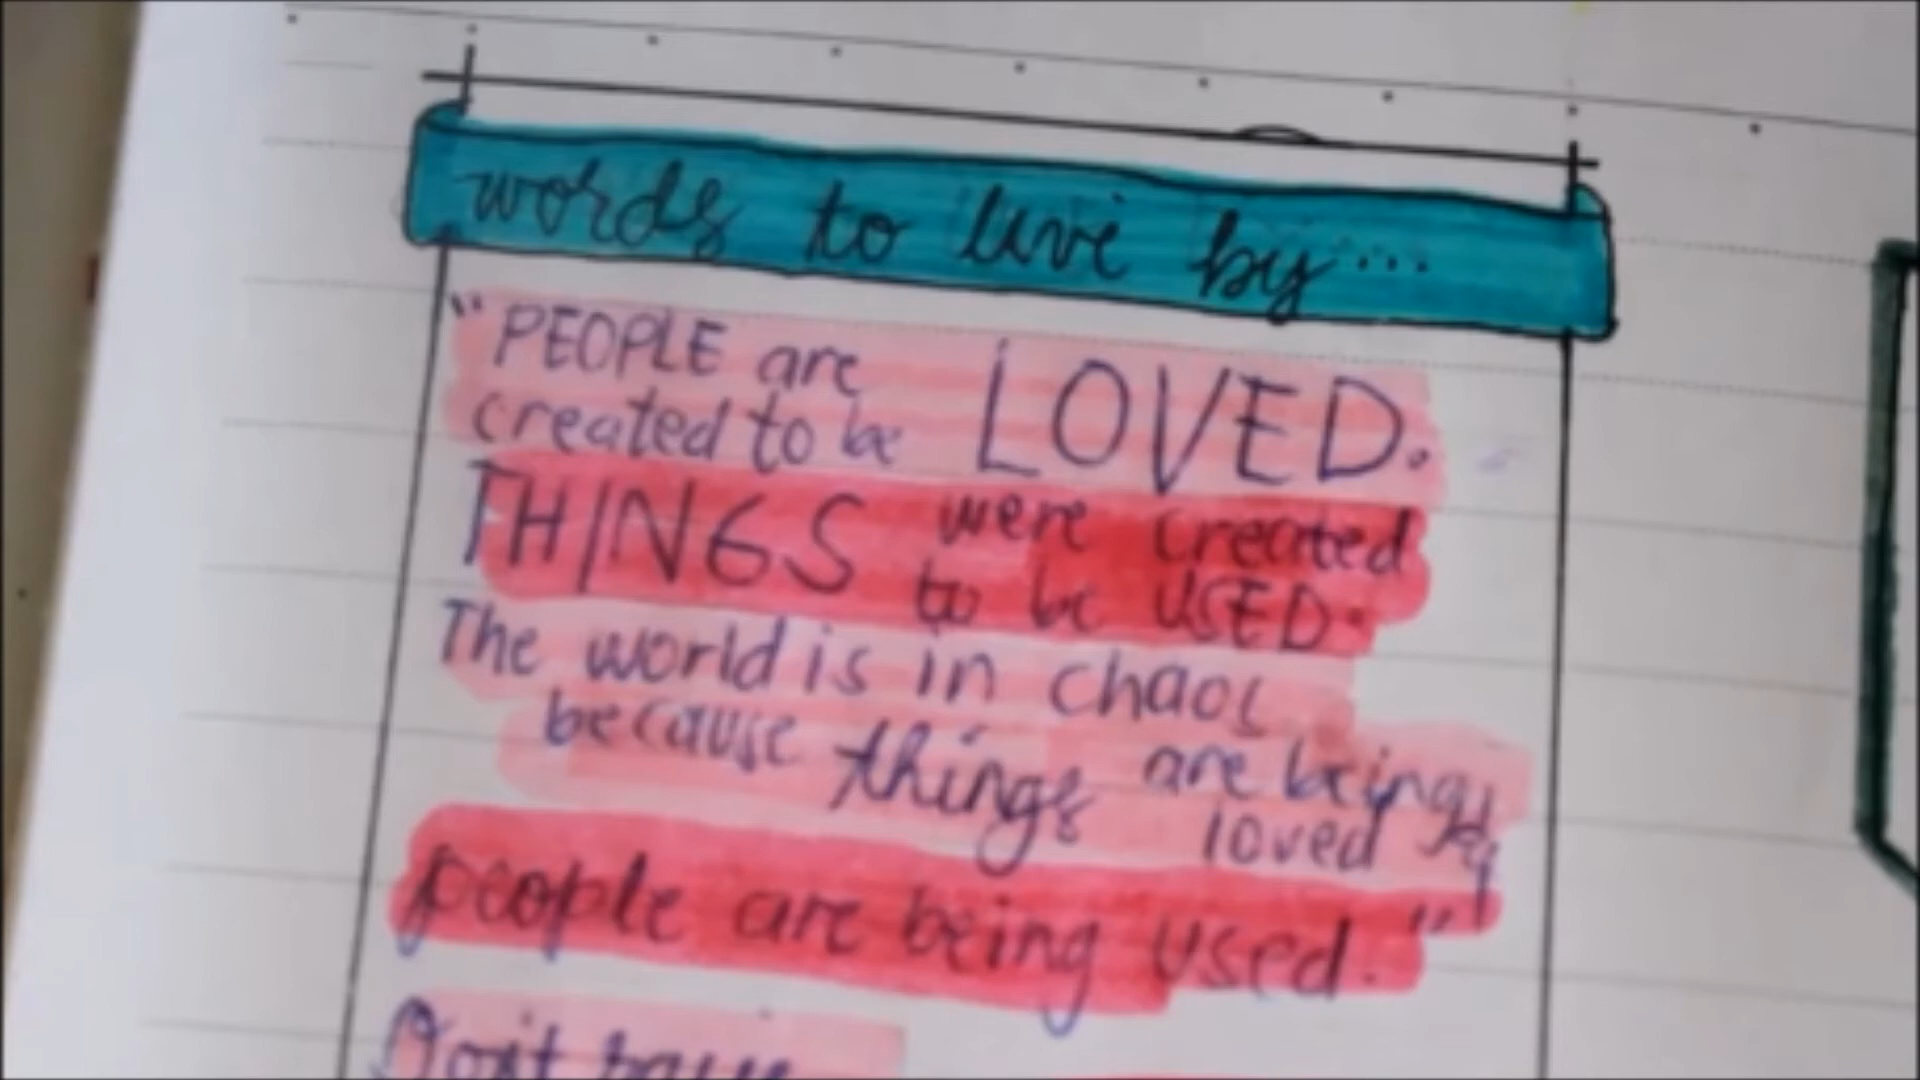 words to live by...
"PEOPLE are
created to be LOVED.
THINGS were created
to be USED.
The world is in chaos
because things are being
loved &
people are being used."
Don't